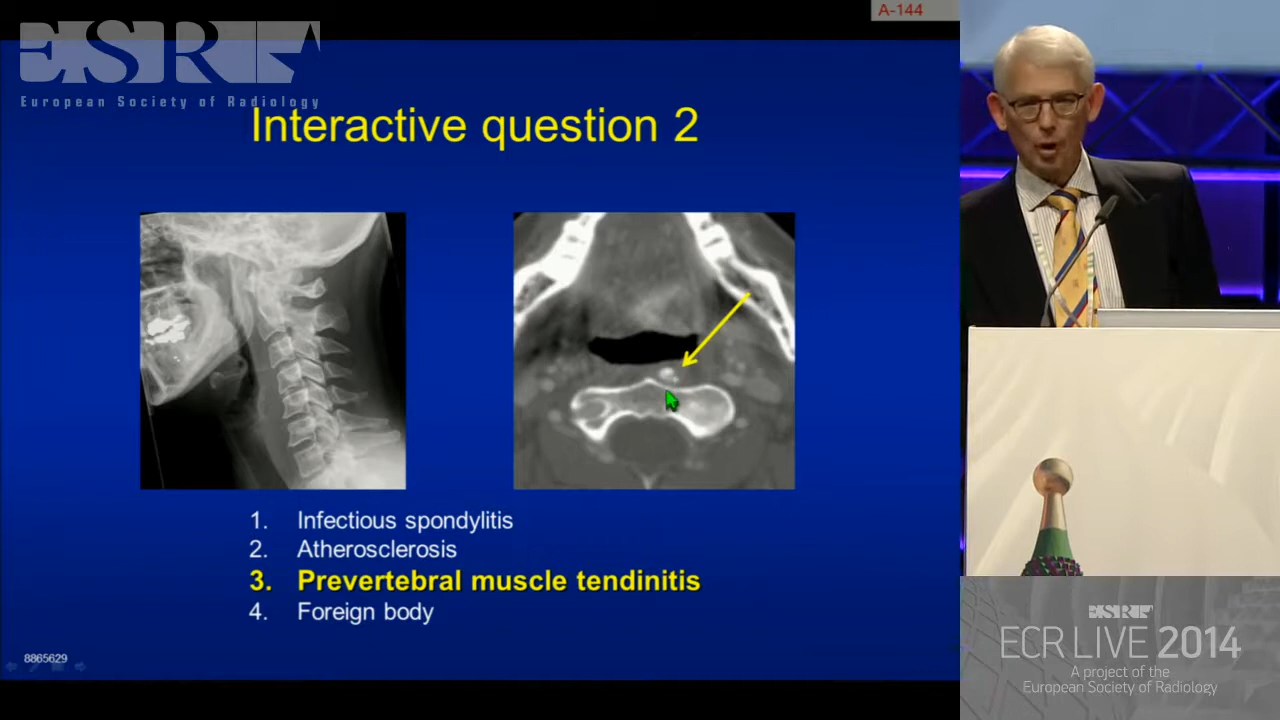 A-144
ESR
European Society of Radiology
Interactive question 2
1. Infectious spondylitis
2. Atherosclerosis
3. Prevertebral muscle tendinitis
4. Foreign body
8865629
ESR
ECR LIVE 2014
A project of the
European Society of Radiology